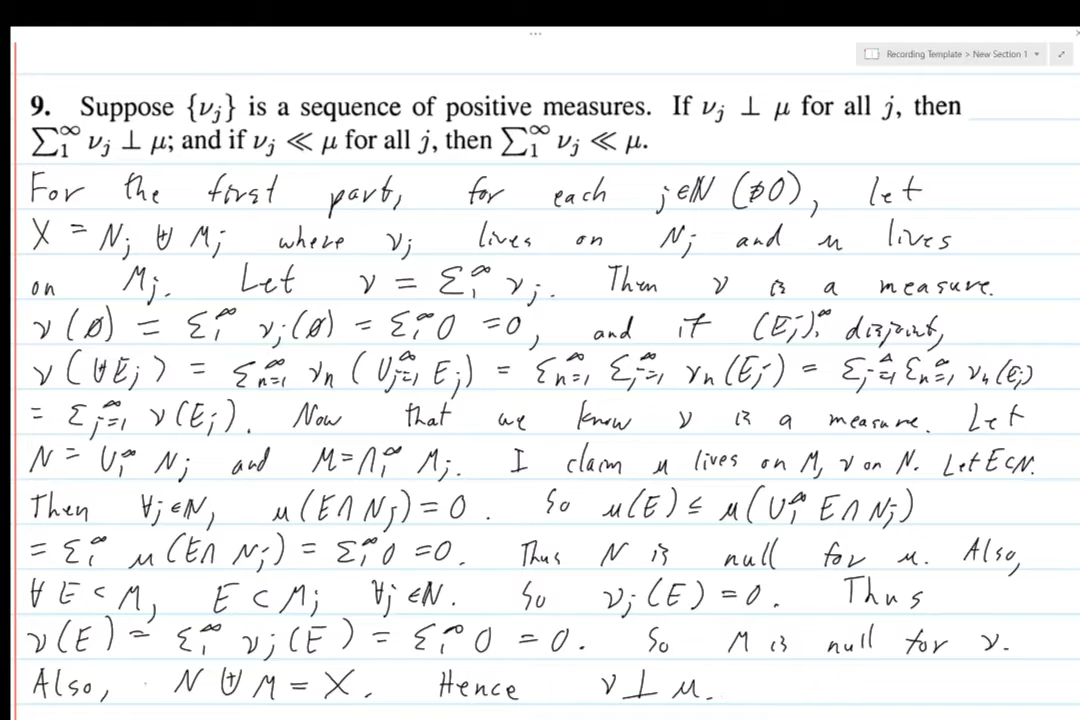 Recording Template > New Section 1
9. Suppose {νⱼ} is a sequence of positive measures. If νⱼ ⊥ μ for all j, then
∑₁^∞ νⱼ ⊥ μ; and if νⱼ ≪ μ for all j, then ∑₁^∞ νⱼ ≪ μ.
For the first part, for each j∈ℕ (∌0), let
X = Nⱼ ⊎ Mⱼ where νⱼ lives on Nⱼ and μ lives
on Mⱼ. Let ν = Σ₁^∞ νⱼ. Then ν is a measure.
ν(∅) = Σ₁^∞ νⱼ(∅) = Σ₁^∞ 0 = 0, and if (Eⱼ)₁^∞ disjoint,
ν(⊎Eⱼ) = Σₙ₌₁^∞ νₙ(∪ⱼ₌₁^∞ Eⱼ) = Σₙ₌₁^∞ Σⱼ₌₁^∞ νₙ(Eⱼ) = Σⱼ₌₁^∞ Σₙ₌₁^∞ νₙ(Eⱼ)
= Σⱼ₌₁^∞ ν(Eⱼ). Now that we know ν is a measure. Let
N = ∪₁^∞ Nⱼ and M = ∩₁^∞ Mⱼ. I claim μ lives on M, ν on N. Let E⊂N.
Then ∀j∈ℕ, μ(E∩Nⱼ)=0. So μ(E) ≤ μ(∪₁^∞ E∩Nⱼ)
= Σ₁^∞ μ(E∩Nⱼ) = Σ₁^∞ 0 = 0. Thus N is null for μ. Also,
∀E⊂M, E⊂Mⱼ ∀j∈ℕ. So νⱼ(E)=0. Thus
ν(E) = Σ₁^∞ νⱼ(E) = Σ₁^∞ 0 = 0. So M is null for ν.
Also, N ⊎ M = X. Hence ν ⊥ μ.